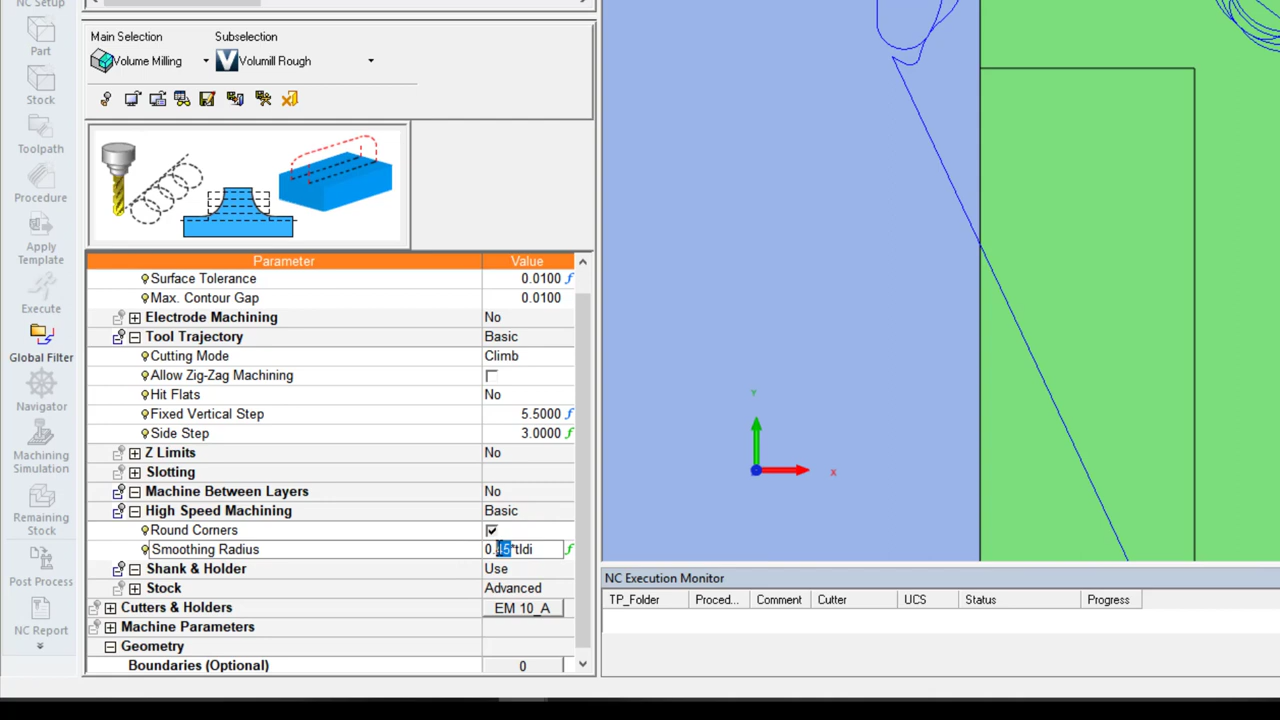 NC Setup
Part
Stock
Toolpath
Procedure
Apply
Template
Execute
Global Filter
Navigator
Machining
Simulation
Remaining
Stock
Post Process
NC Report
Main Selection
Subselection
Volume Milling
Volumill Rough
Parameter
Value
Surface Tolerance
0.0100
Max. Contour Gap
0.0100
Electrode Machining
No
Tool Trajectory
Basic
Cutting Mode
Climb
Allow Zig-Zag Machining
Hit Flats
No
Fixed Vertical Step
5.5000
Side Step
3.0000
Z Limits
No
Slotting
Machine Between Layers
No
High Speed Machining
Basic
Round Corners
Smoothing Radius
Shank & Holder
Use
Stock
Advanced
Cutters & Holders
EM 10_A
Machine Parameters
Geometry
Boundaries (Optional)
0
Y
X
NC Execution Monitor
TP_Folder
Proced...
Comment
Cutter
UCS
Status
Progress